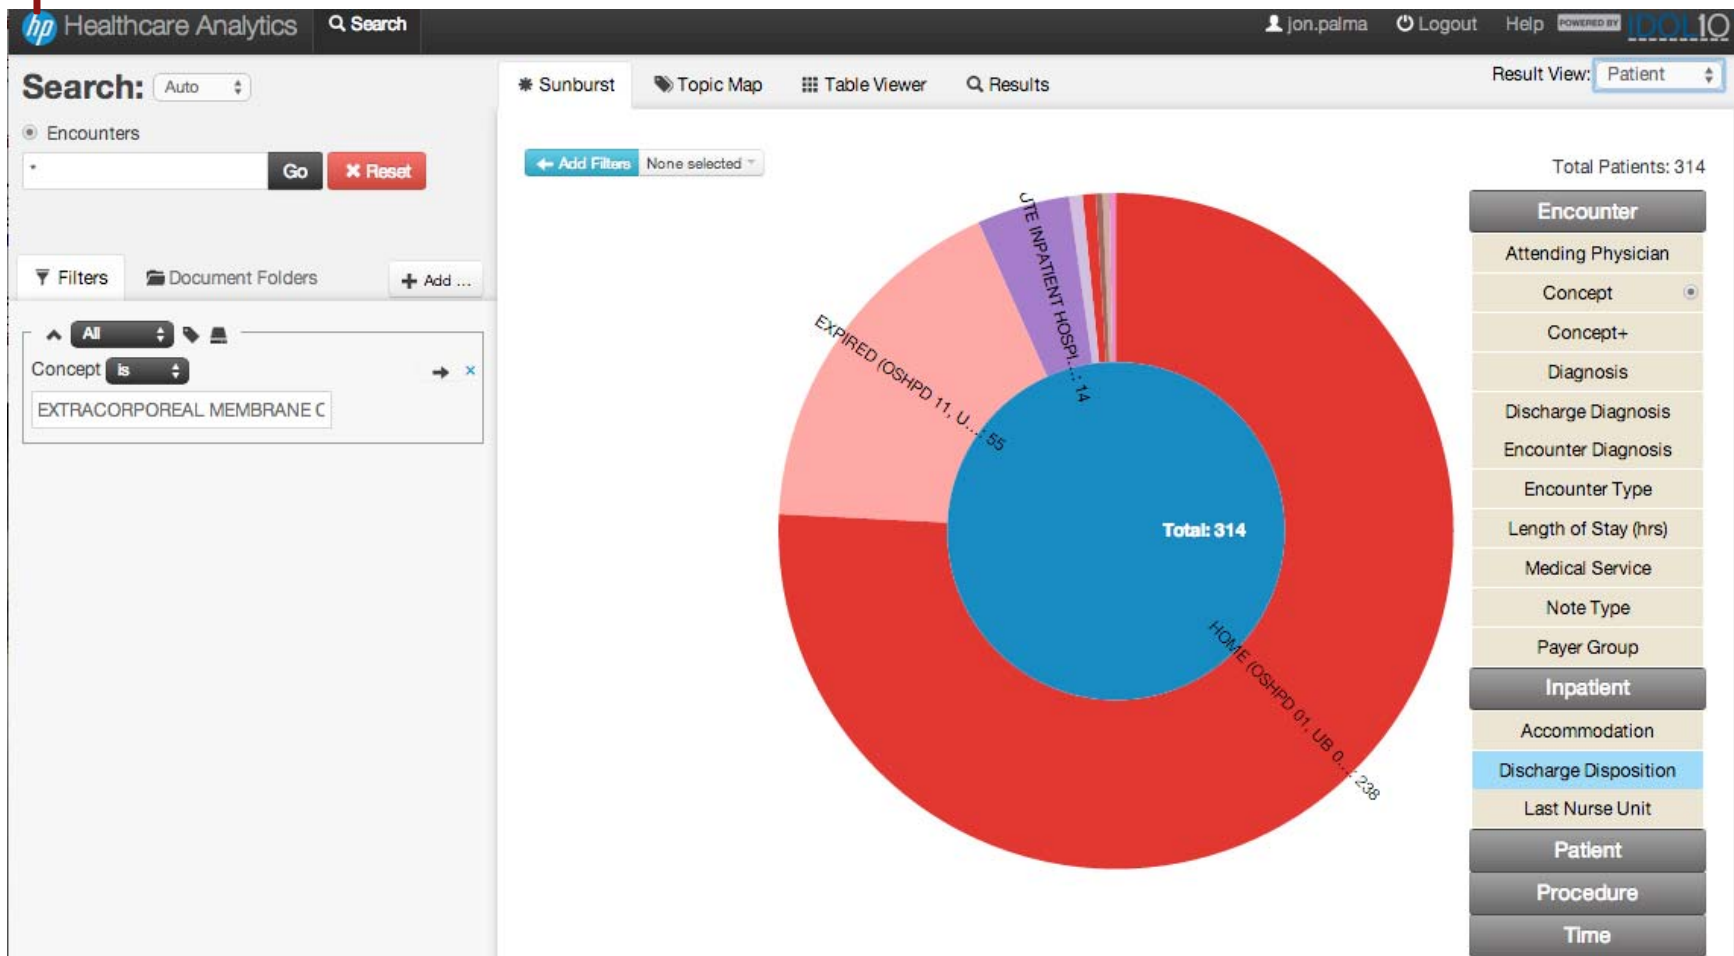 hp Healthcare Analytics Search jon.palma Logout Help POWERED BY IDOL10
Search: Auto
Sunburst Topic Map Table Viewer Results Result View: Patient
Encounters
* Go Reset
Add Filters None selected
Total Patients: 314
Filters Document Folders Add ...
All
Concept is
EXTRACORPOREAL MEMBRANE C
UTE INPATIENT HOSPI...: 14
EXPIRED (OSHPD 11, U...: 55
Total: 314
HOME (OSHPD 01, UB 0...: 238
Encounter
Attending Physician
Concept
Concept+
Diagnosis
Discharge Diagnosis
Encounter Diagnosis
Encounter Type
Length of Stay (hrs)
Medical Service
Note Type
Payer Group
Inpatient
Accommodation
Discharge Disposition
Last Nurse Unit
Patient
Procedure
Time